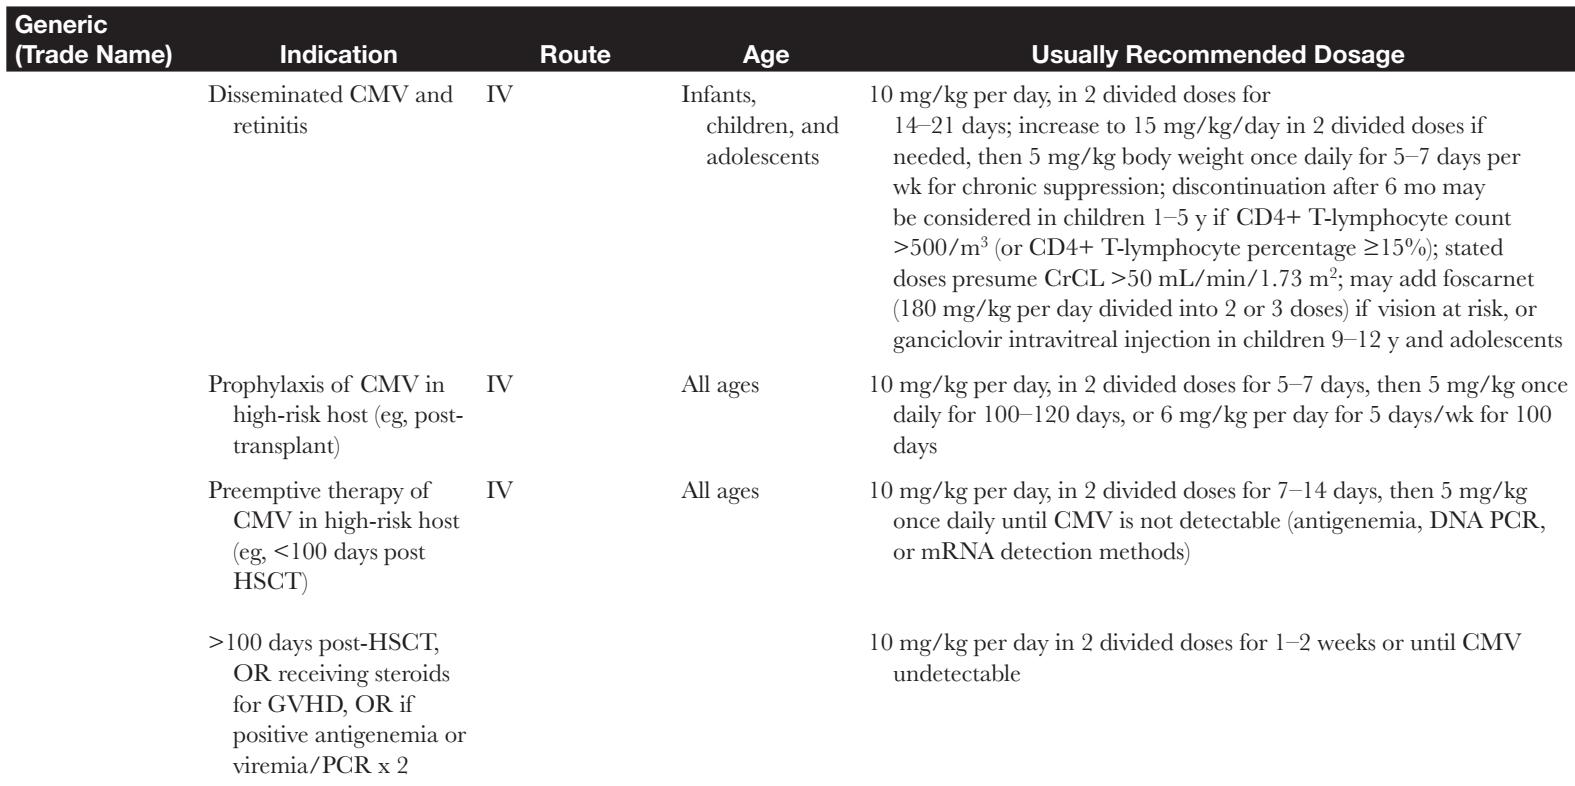 Generic
(Trade Name) Indication Route Age Usually Recommended Dosage
Disseminated CMV and IV Infants, 10 mg/kg per day, in 2 divided doses for
retinitis children, and 14–21 days; increase to 15 mg/kg/day in 2 divided doses if
adolescents needed, then 5 mg/kg body weight once daily for 5–7 days per
wk for chronic suppression; discontinuation after 6 mo may
be considered in children 1–5 y if CD4+ T-lymphocyte count
>500/m³ (or CD4+ T-lymphocyte percentage ≥15%); stated
doses presume CrCL >50 mL/min/1.73 m²; may add foscarnet
(180 mg/kg per day divided into 2 or 3 doses) if vision at risk, or
ganciclovir intravitreal injection in children 9–12 y and adolescents
Prophylaxis of CMV in IV All ages 10 mg/kg per day, in 2 divided doses for 5–7 days, then 5 mg/kg once
high-risk host (eg, post- daily for 100–120 days, or 6 mg/kg per day for 5 days/wk for 100
transplant) days
Preemptive therapy of IV All ages 10 mg/kg per day, in 2 divided doses for 7–14 days, then 5 mg/kg
CMV in high-risk host once daily until CMV is not detectable (antigenemia, DNA PCR,
(eg, <100 days post or mRNA detection methods)
HSCT)
>100 days post-HSCT, 10 mg/kg per day in 2 divided doses for 1–2 weeks or until CMV
OR receiving steroids undetectable
for GVHD, OR if
positive antigenemia or
viremia/PCR x 2